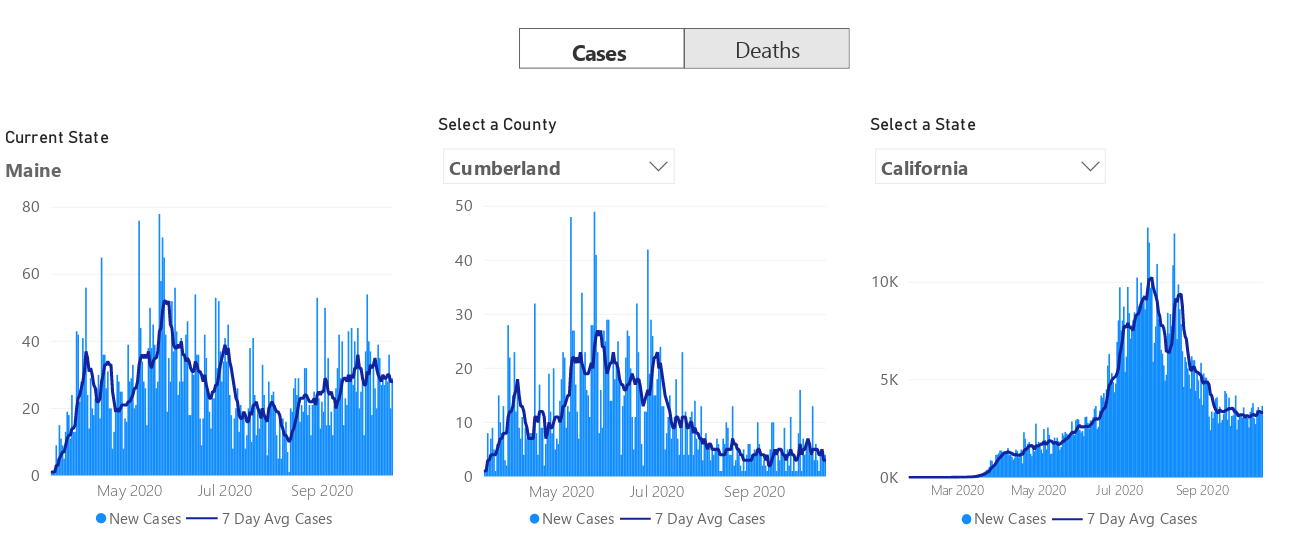 Cases Deaths
Current State
Maine
80
60
40
20
0
May 2020 Jul 2020 Sep 2020
New Cases 7 Day Avg Cases
Select a County
Cumberland
50
40
30
20
10
0
May 2020 Jul 2020 Sep 2020
New Cases 7 Day Avg Cases
Select a State
California
10K
5K
0K
Mar 2020 May 2020 Jul 2020 Sep 2020
New Cases 7 Day Avg Cases